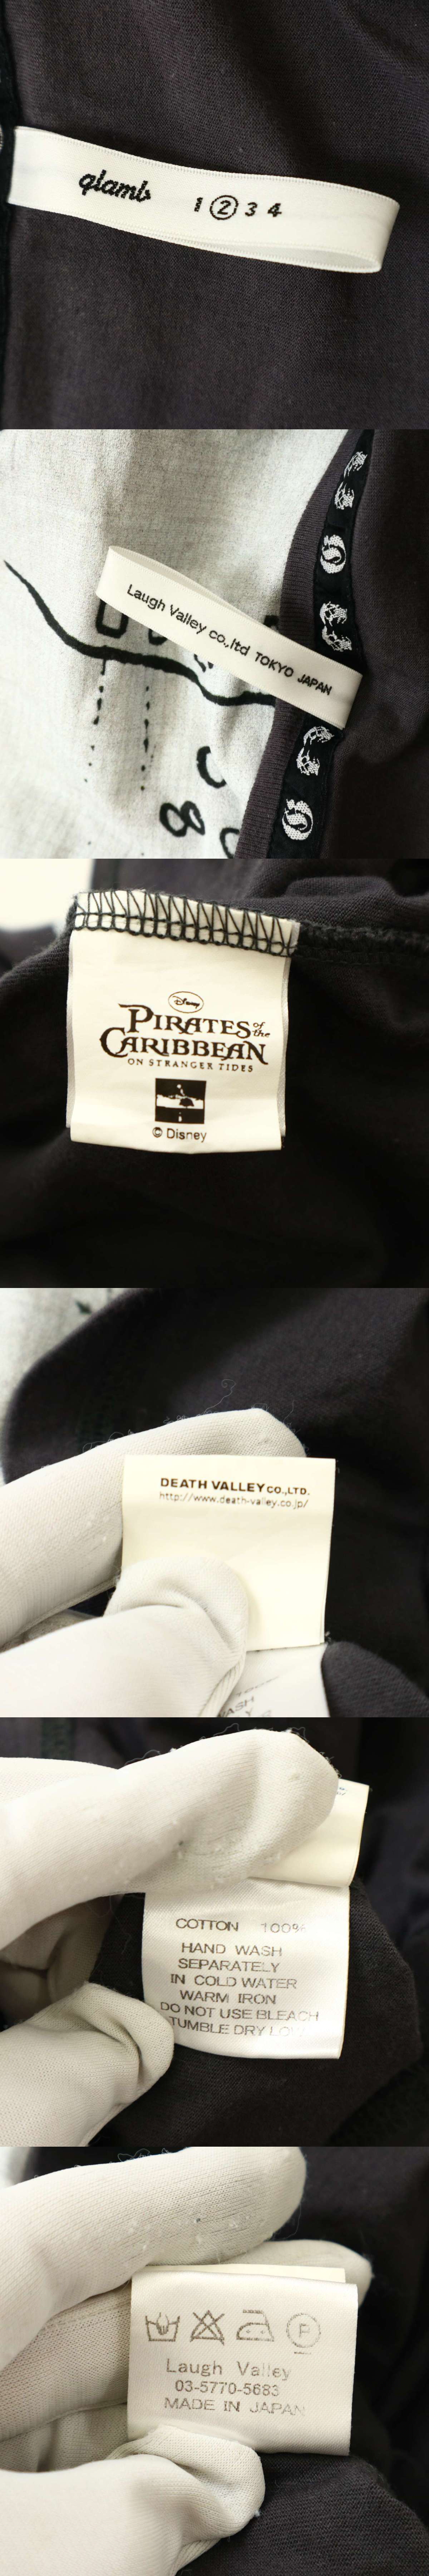 glamb 1 2 3 4
Laugh Valley co.,ltd TOKYO JAPAN
Disney
PIRATES of the
CARIBBEAN
ON STRANGER TIDES
© Disney
DEATH VALLEY CO.,LTD.
http://www.death-valley.co.jp/
COTTON 100%
HAND WASH
SEPARATELY
IN COLD WATER
WARM IRON
DO NOT USE BLEACH
TUMBLE DRY LOW
P
Laugh Valley
03-5770-5683
MADE IN JAPAN